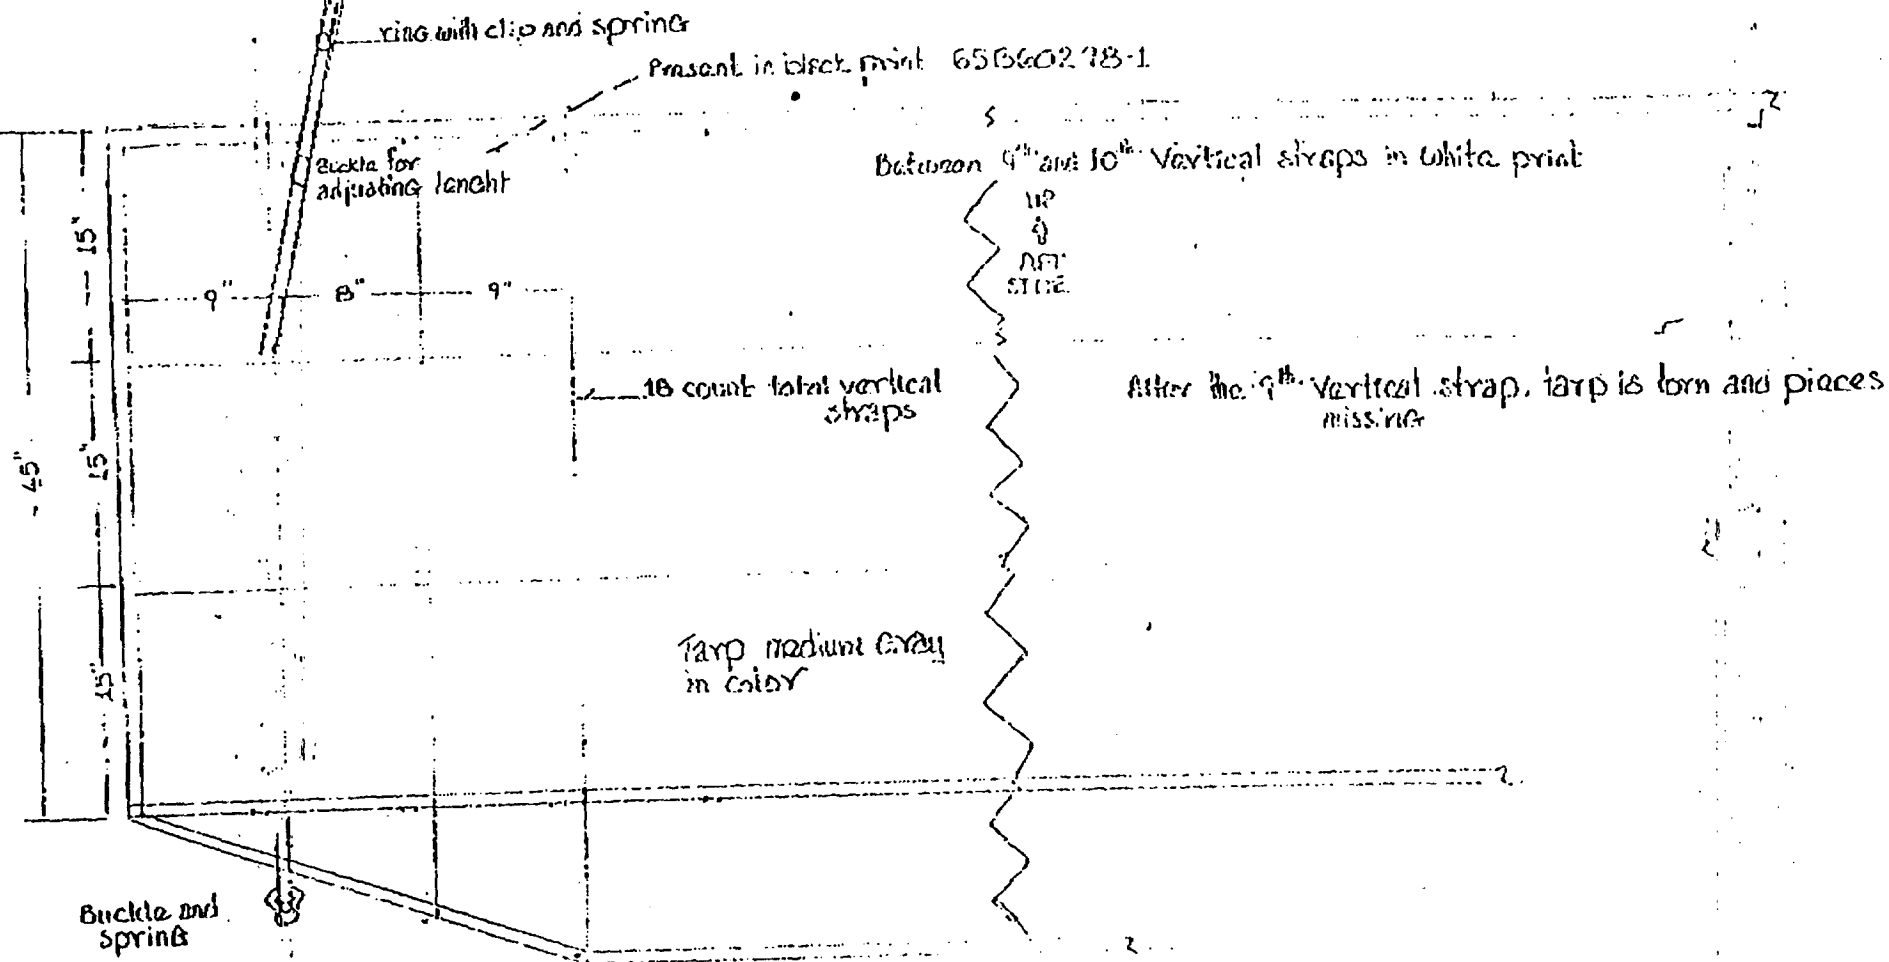 ring with clip and spring
Present in black print 65B60278-1
Between 9th and 10th Vertical straps in white print
Buckle for
adjusting lenght
UP
AFT
SIDE
15"
9" 8" 9"
18 count total vertical
straps
After the 9th vertical strap, tarp is torn and pieces
missing
45"
15"
Tarp medium Gray
in color
15"
Buckle and
spring